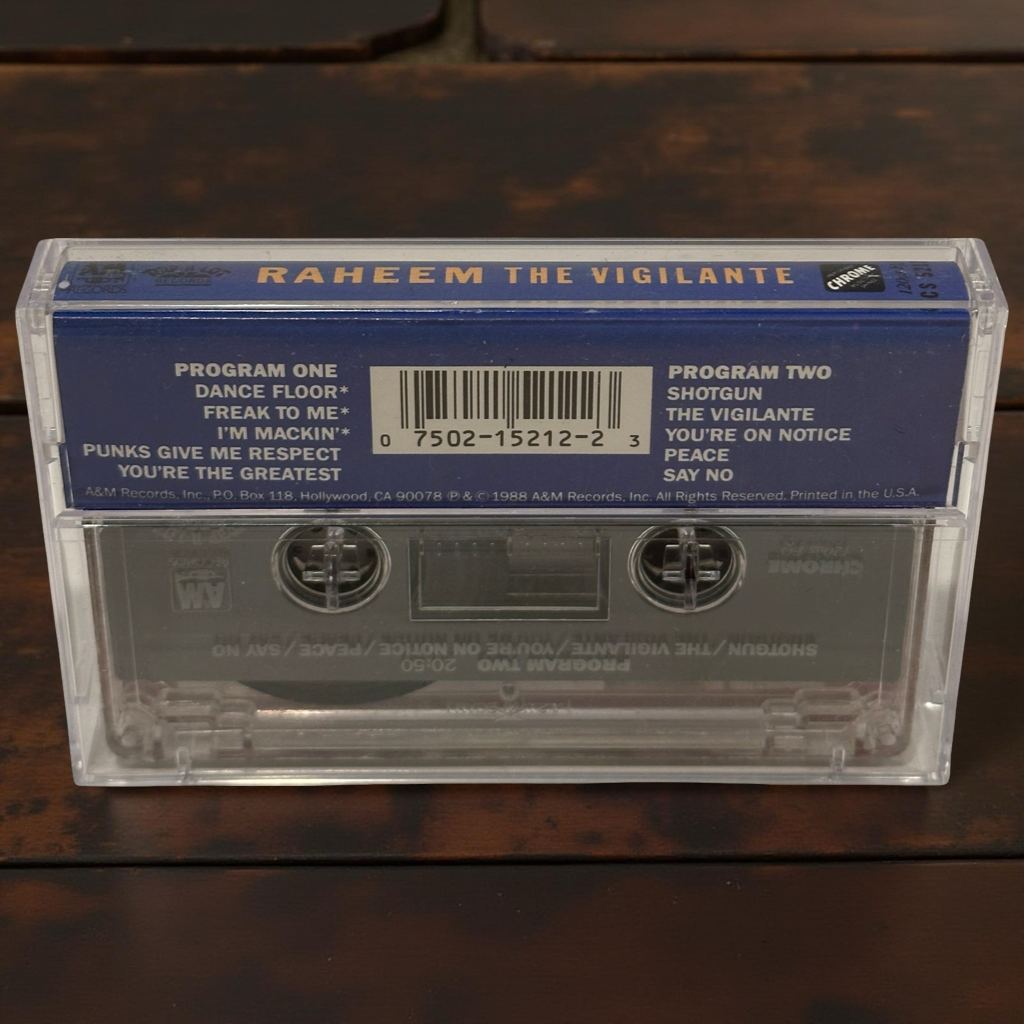 RAHEEM THE VIGILANTE
CHROME
PROGRAM ONE
DANCE FLOOR*
FREAK TO ME*
I'M MACKIN'*
PUNKS GIVE ME RESPECT
YOU'RE THE GREATEST
0 7502-15212-2 3
PROGRAM TWO
SHOTGUN
THE VIGILANTE
YOU'RE ON NOTICE
PEACE
SAY NO
A&M Records, Inc., P.O. Box 118, Hollywood, CA 90078 ℗ & © 1988 A&M Records, Inc. All Rights Reserved. Printed in the U.S.A.
CHROME
AM
SHOTGUN / THE VIGILANTE / YOU'RE ON NOTICE / PEACE / SAY NO
PROGRAM TWO 20:50